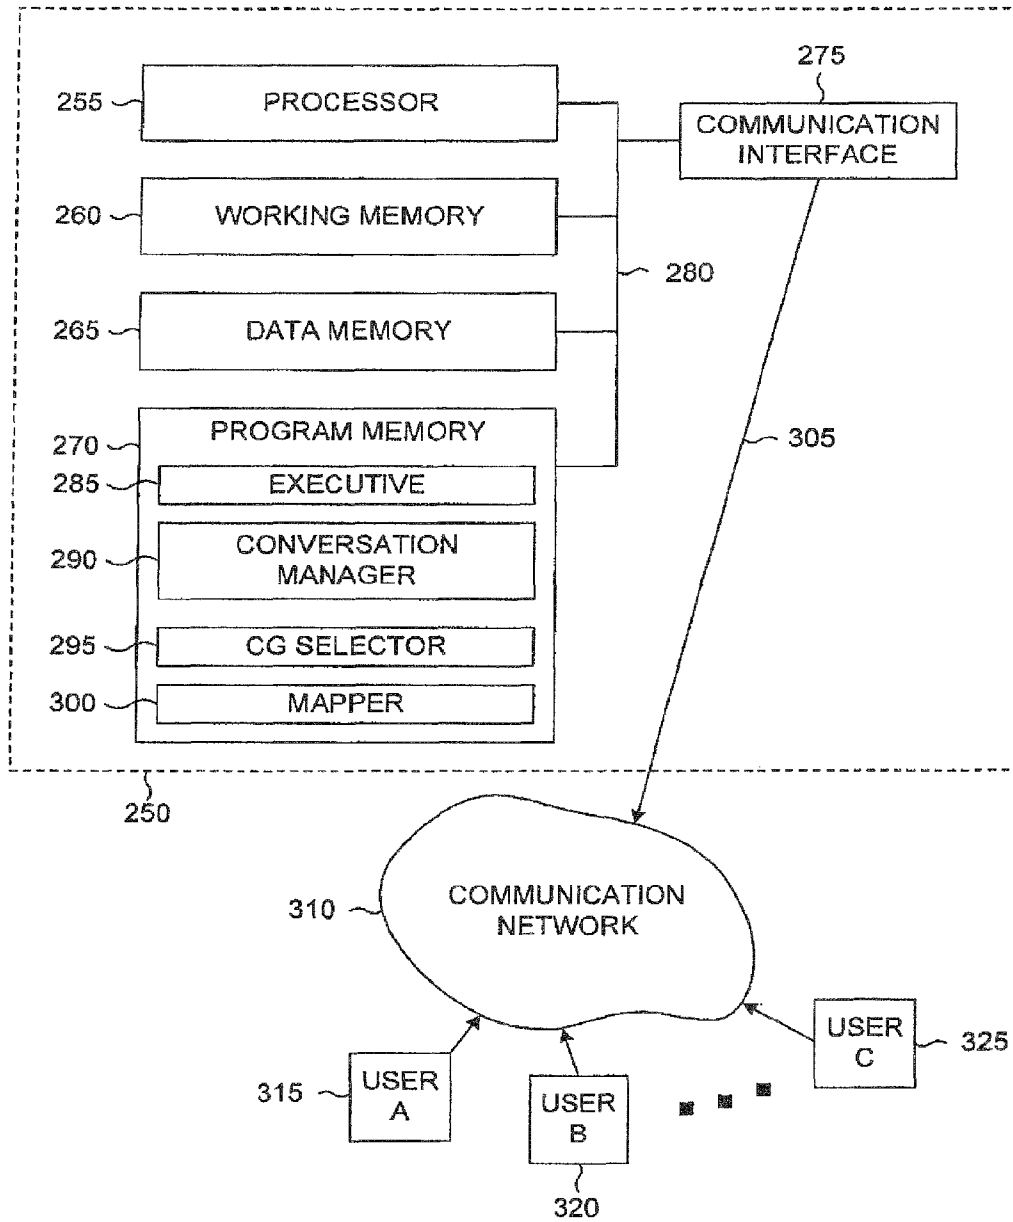 275
255
PROCESSOR
COMMUNICATION
INTERFACE
260
WORKING MEMORY
280
265
DATA MEMORY
270
PROGRAM MEMORY
305
285
EXECUTIVE
290
CONVERSATION
MANAGER
295
CG SELECTOR
300
MAPPER
250
310
COMMUNICATION
NETWORK
315
USER
A
USER
B
320
USER
C
325